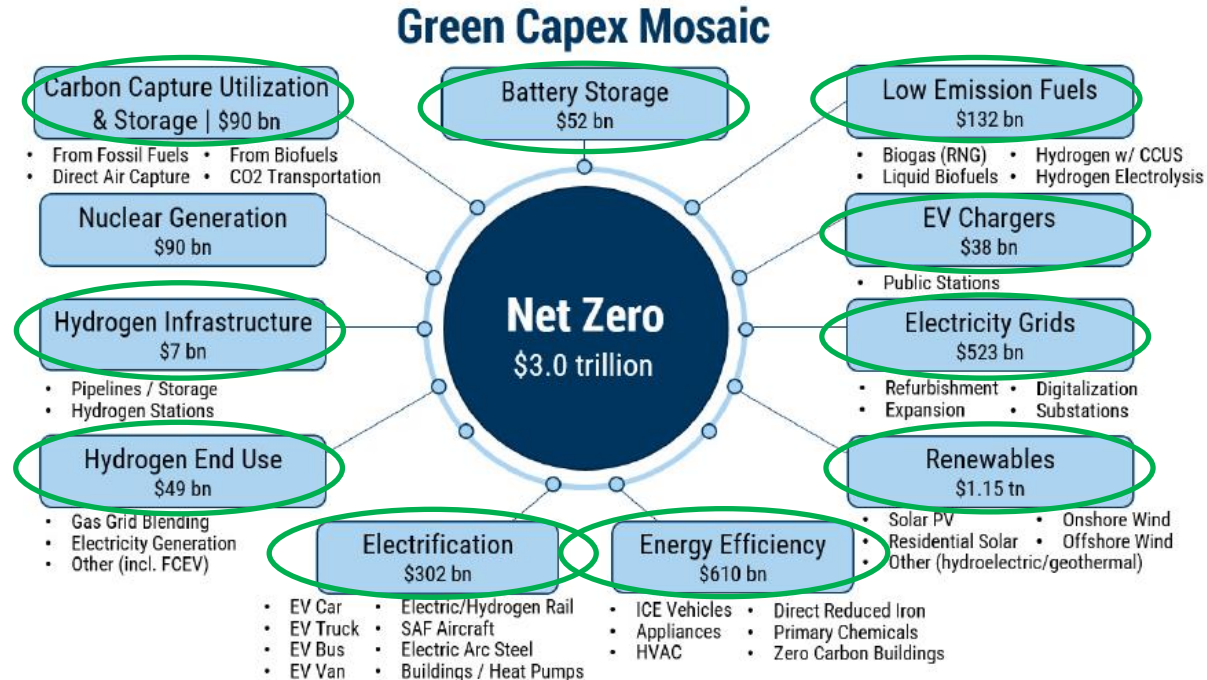 Green Capex Mosaic
Carbon Capture Utilization
& Storage | $90 bn
• From Fossil Fuels • From Biofuels
• Direct Air Capture • CO2 Transportation
Nuclear Generation
$90 bn
Hydrogen Infrastructure
$7 bn
• Pipelines / Storage
• Hydrogen Stations
Hydrogen End Use
$49 bn
• Gas Grid Blending
• Electricity Generation
• Other (incl. FCEV)
Battery Storage
$52 bn
Net Zero
$3.0 trillion
Low Emission Fuels
$132 bn
• Biogas (RNG) • Hydrogen w/ CCUS
• Liquid Biofuels • Hydrogen Electrolysis
EV Chargers
$38 bn
• Public Stations
Electricity Grids
$523 bn
• Refurbishment • Digitalization
• Expansion • Substations
Renewables
$1.15 tn
• Solar PV • Onshore Wind
• Residential Solar • Offshore Wind
• Other (hydroelectric/geothermal)
Electrification
$302 bn
• EV Car • Electric/Hydrogen Rail
• EV Truck • SAF Aircraft
• EV Bus • Electric Arc Steel
• EV Van • Buildings / Heat Pumps
Energy Efficiency
$610 bn
• ICE Vehicles • Direct Reduced Iron
• Appliances • Primary Chemicals
• HVAC • Zero Carbon Buildings